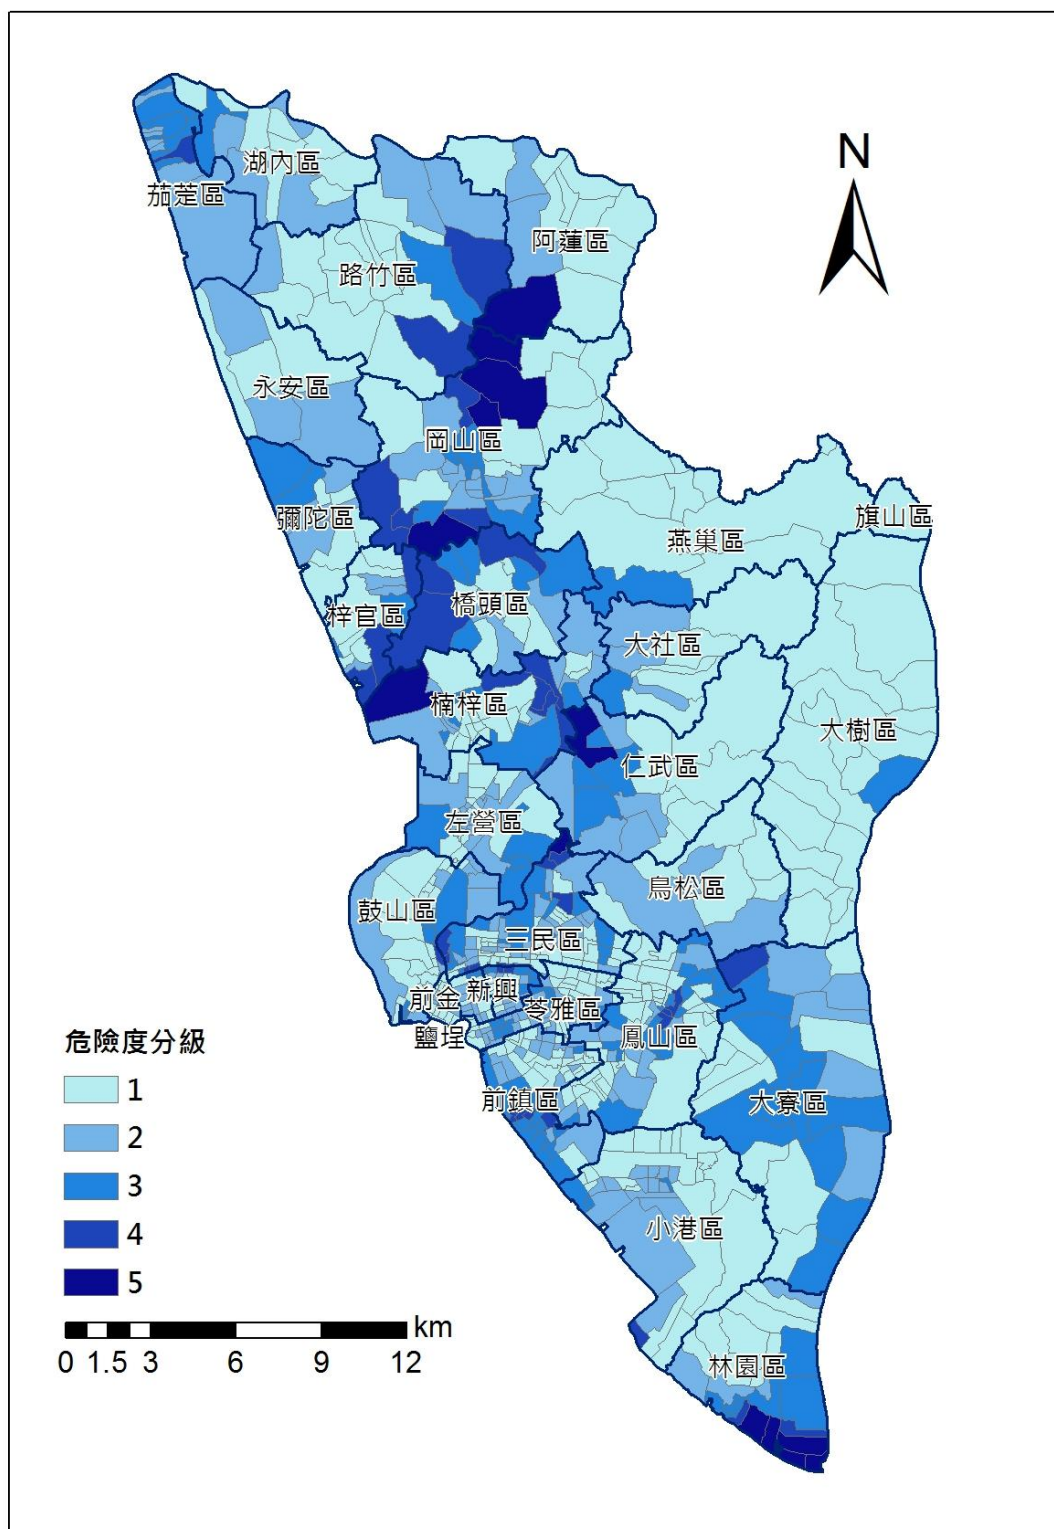 N
湖內區
茄萣區
阿蓮區
路竹區
永安區
岡山區
彌陀區
旗山區
燕巢區
橋頭區
梓官區
大社區
楠梓區
大樹區
仁武區
左營區
鳥松區
鼓山區
三民區
前金
新興
苓雅區
鹽埕
鳳山區
前鎮區
大寮區
小港區
林園區
危險度分級
1
2
3
4
5
km
0 1.5 3 6 9 12